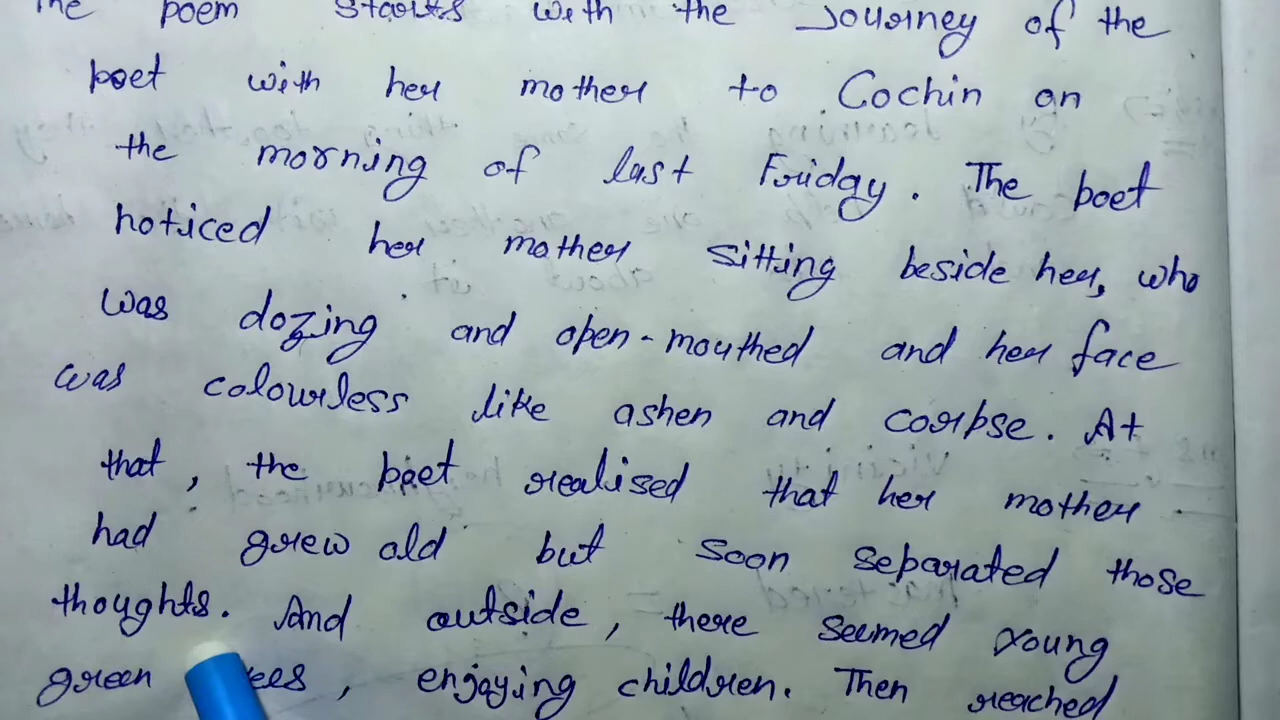 The poem starts with the Journey of the
poet with her mother to Cochin on
the morning of last Friday. The poet
noticed her mother sitting beside her, who
was dozing and open-mouthed and her face
was colourless like ashen and corpse. At
that, the poet realised that her mother
had grew old but soon separated those
thoughts. And outside, there seemed young
green , enjoying children. Then reached